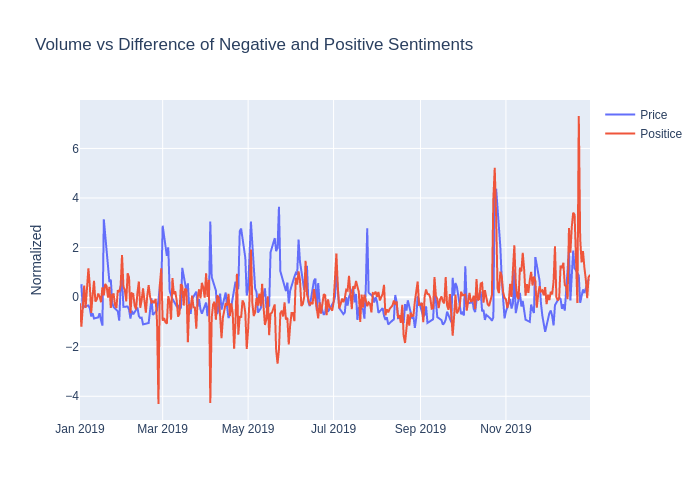 Volume vs Difference of Negative and Positive Sentiments
Price
Positice
Normalized
6
4
2
0
−2
−4
Jan 2019
Mar 2019
May 2019
Jul 2019
Sep 2019
Nov 2019